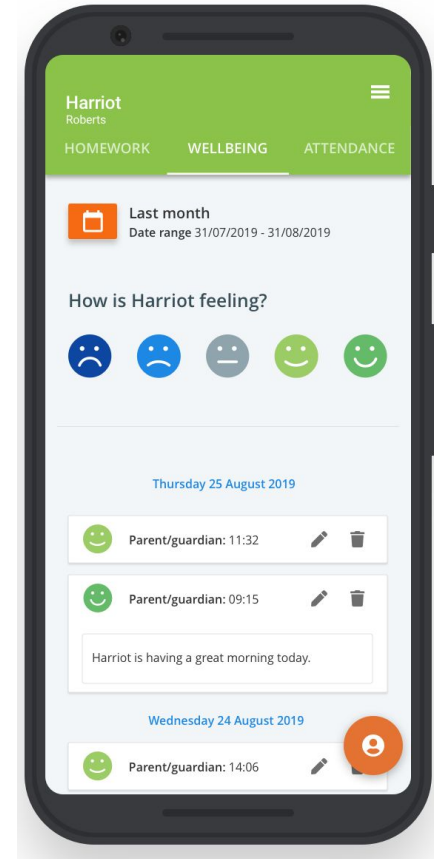 Harriot
Roberts
HOMEWORK WELLBEING ATTENDANCE
Last month
Date range 31/07/2019 - 31/08/2019
How is Harriot feeling?
Thursday 25 August 2019
Parent/guardian: 11:32
Parent/guardian: 09:15
Harriot is having a great morning today.
Wednesday 24 August 2019
Parent/guardian: 14:06